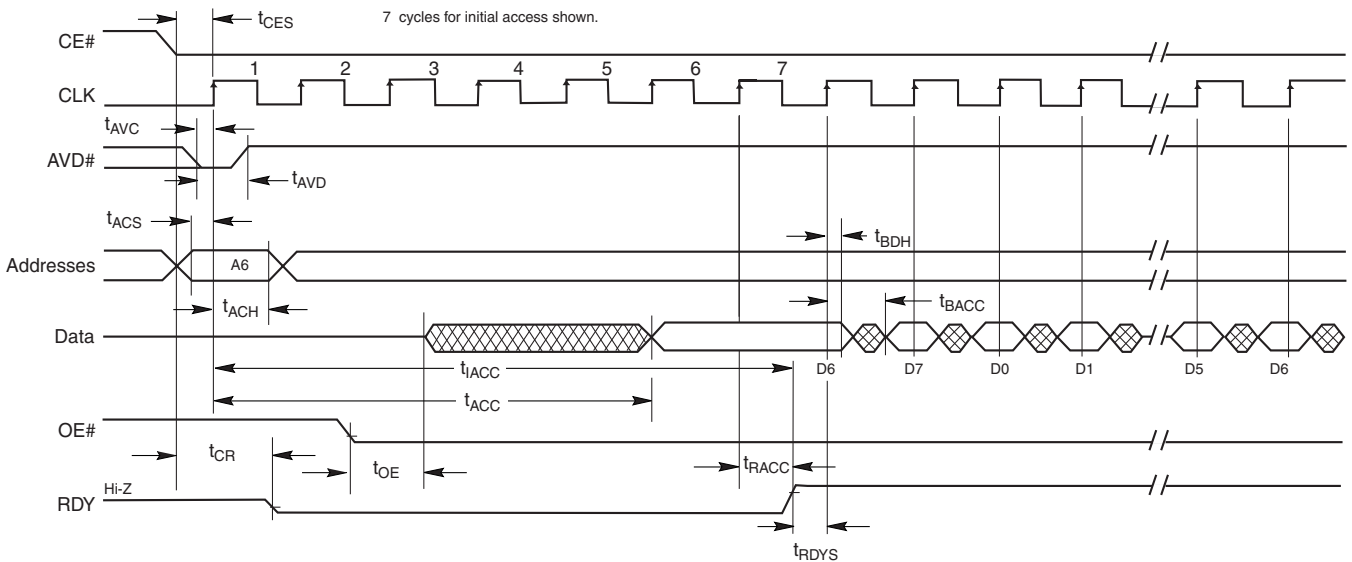 tCES
7 cycles for initial access shown.
CE#
1 2 3 4 5 6 7
CLK
tAVC
AVD#
tAVD
tACS
tBDH
Addresses
A6
tACH
tBACC
Data
tIACC
D6 D7 D0 D1 D5 D6
tACC
OE#
tCR
tOE
tRACC
Hi-Z
RDY
tRDYS